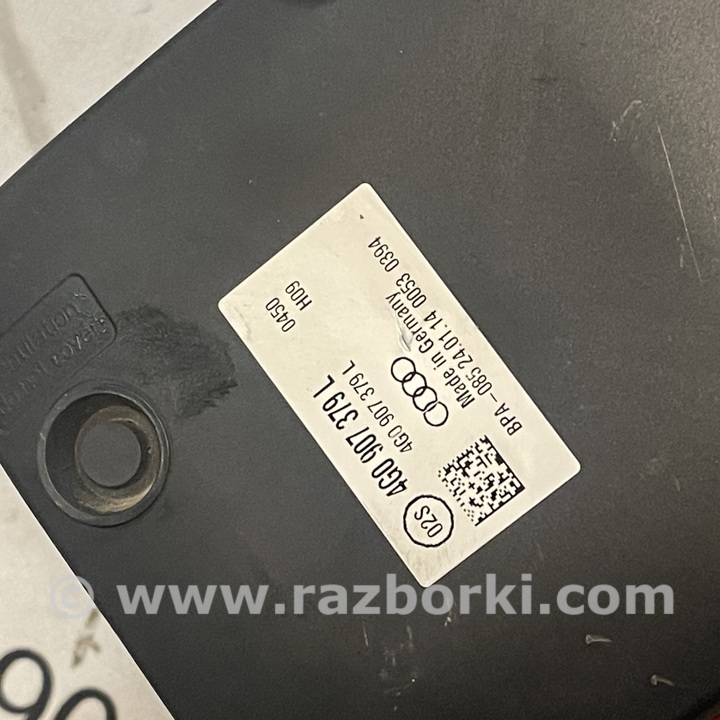 02S
4G0 907 379 L
4G0 907 379 L
0450
H09
Made in Germany
BPA-085 24.01.14 0053 0394
© www.razborki.com